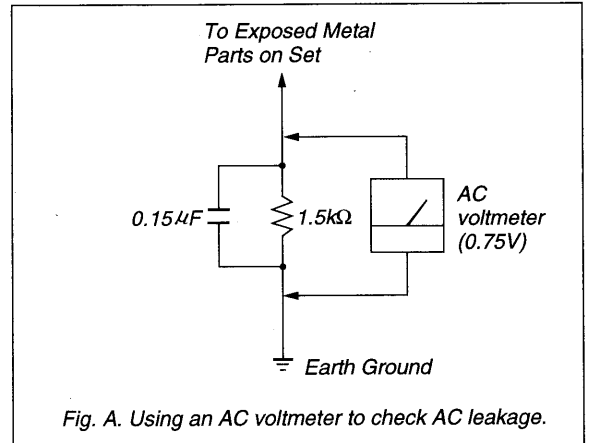 To Exposed Metal
Parts on Set
0.15μF
1.5kΩ
AC
voltmeter
(0.75V)
Earth Ground
Fig. A. Using an AC voltmeter to check AC leakage.